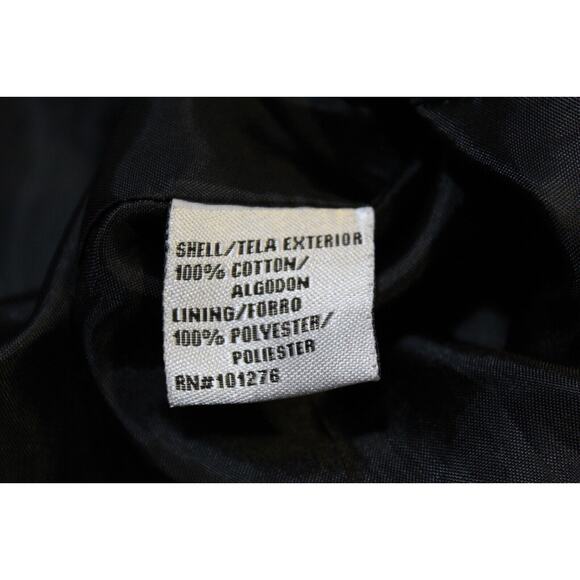 SHELL/TELA EXTERIOR
100% COTTON/
ALGODON
LINING/FORRO
100% POLYESTER/
POLIESTER
RN#101276